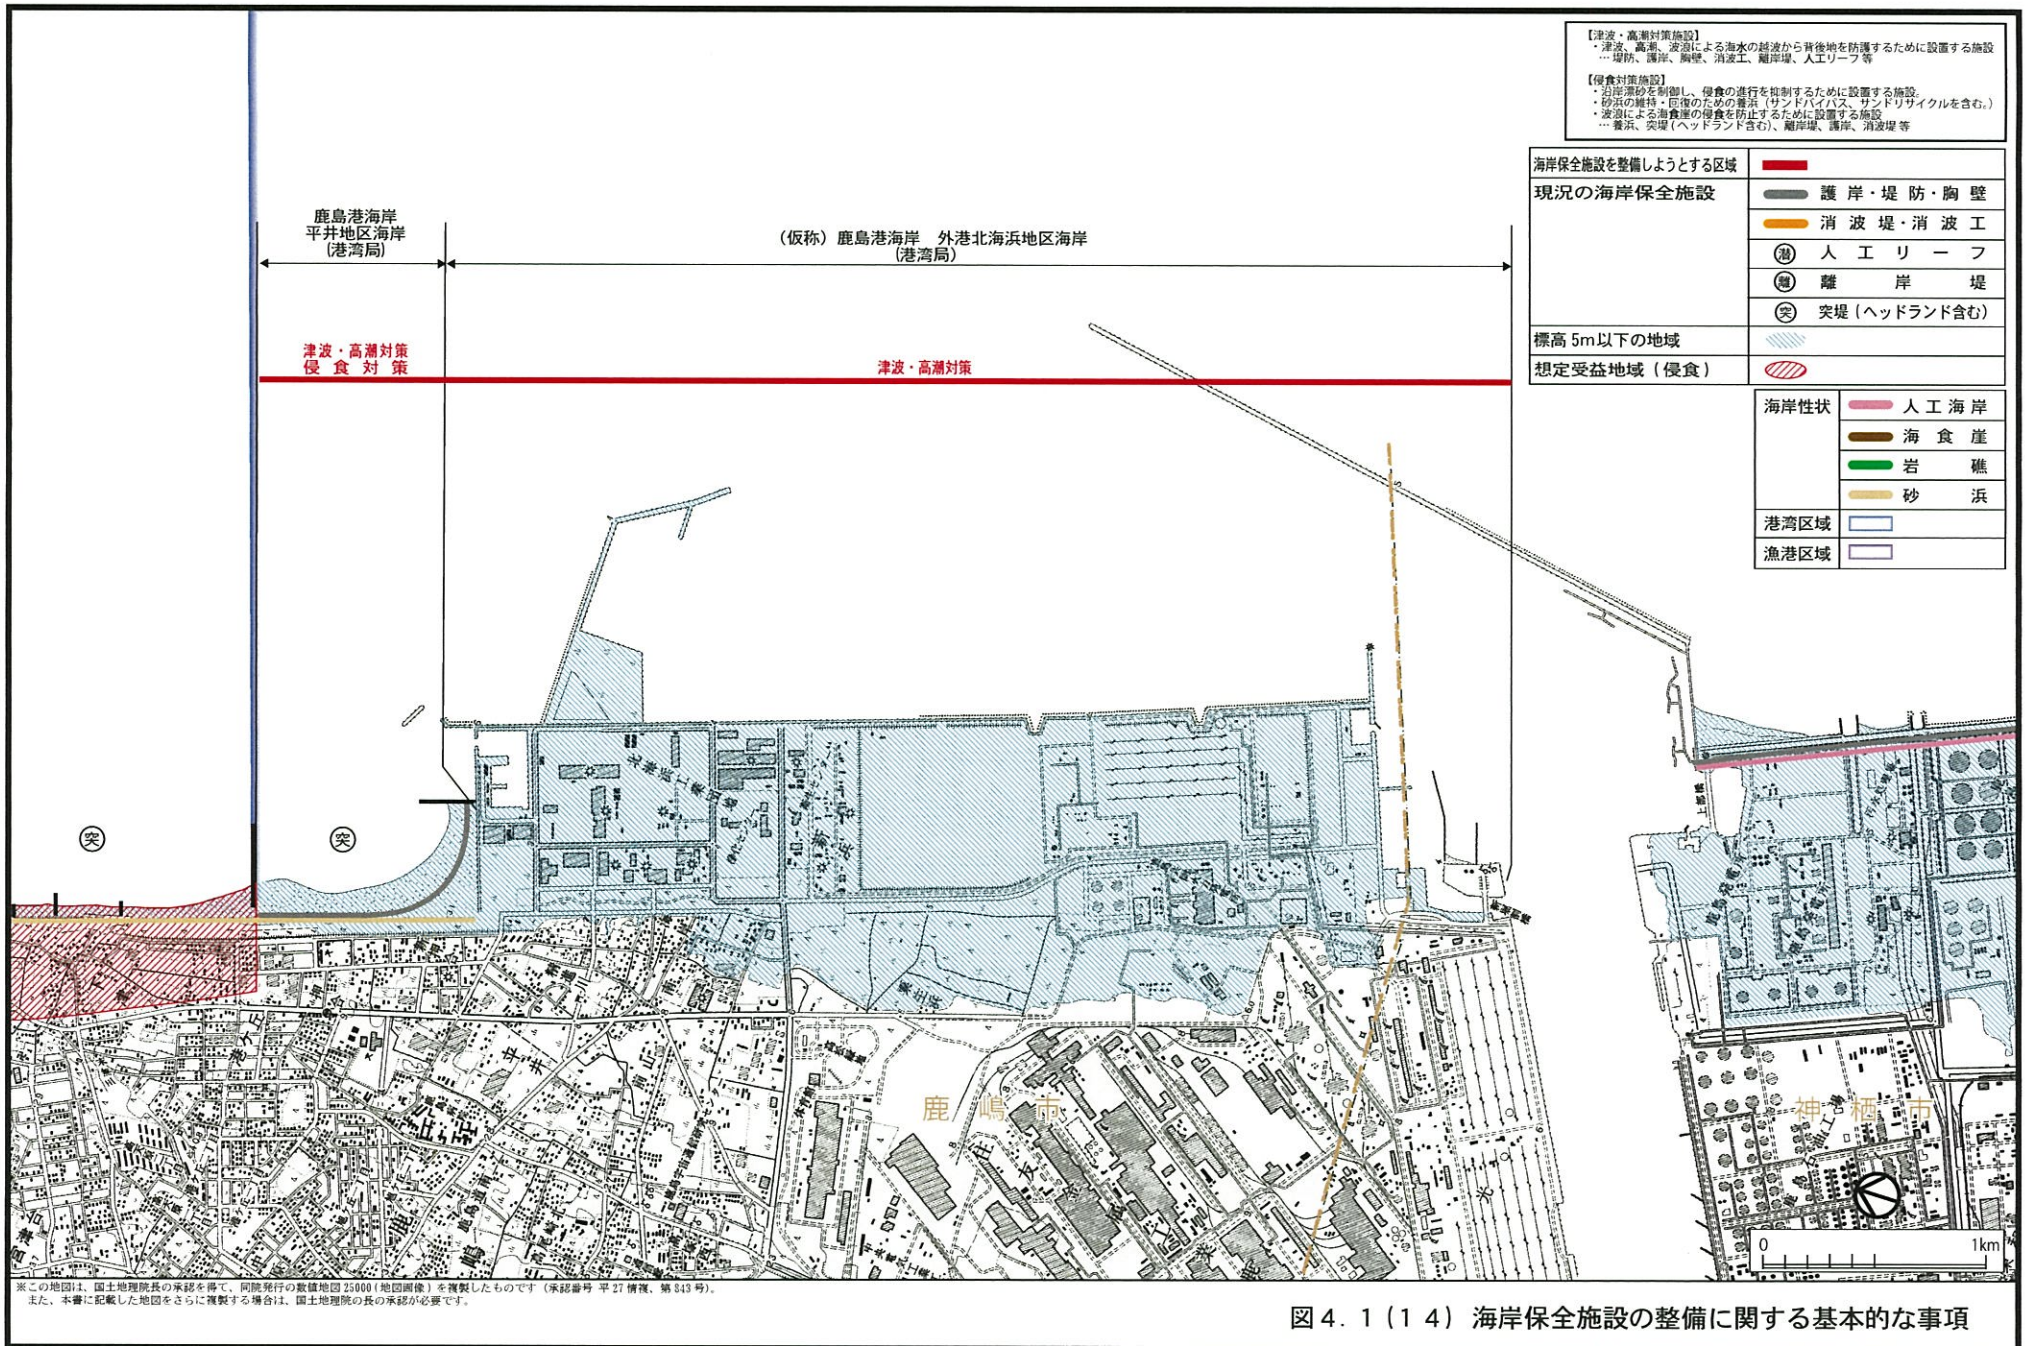 【津波・高潮対策施設】
・津波、高潮、波浪による海水の越波から背後地を防護するために設置する施設
… 堤防、護岸、胸壁、消波工、離岸堤、人工リーフ 等
【侵食対策施設】
・沿岸漂砂を制御し、侵食の進行を抑制するために設置する施設。
・砂浜の維持・回復のための養浜（サンドバイパス、サンドリサイクルを含む。）
・波浪による海食崖の侵食を防止するために設置する施設
… 養浜、突堤（ヘッドランド含む）、離岸堤、護岸、消波堤 等
海岸保全施設を整備しようとする区域
現況の海岸保全施設
護岸・堤防・胸壁
消波堤・消波工
潜 人工リーフ
離 離岸堤
突 突堤（ヘッドランド含む）
標高5m以下の地域
想定受益地域（侵食）
海岸性状
人工海岸
海食崖
岩礁
砂浜
港湾区域
漁港区域
鹿島港海岸
平井地区海岸
(港湾局)
（仮称）鹿島港海岸 外港北海浜地区海岸
(港湾局)
津波・高潮対策
侵食対策
津波・高潮対策
突
突
北海浜工業団地
新浜
平井
港ケ丘
鹿嶋市
神栖市
住友金属
0
1km
※この地図は、国土地理院長の承認を得て、同院発行の数値地図25000（地図画像）を複製したものです（承認番号 平27情複、第843号）。
また、本書に記載した地図をさらに複製する場合は、国土地理院の長の承認が必要です。
図4.1(14) 海岸保全施設の整備に関する基本的な事項